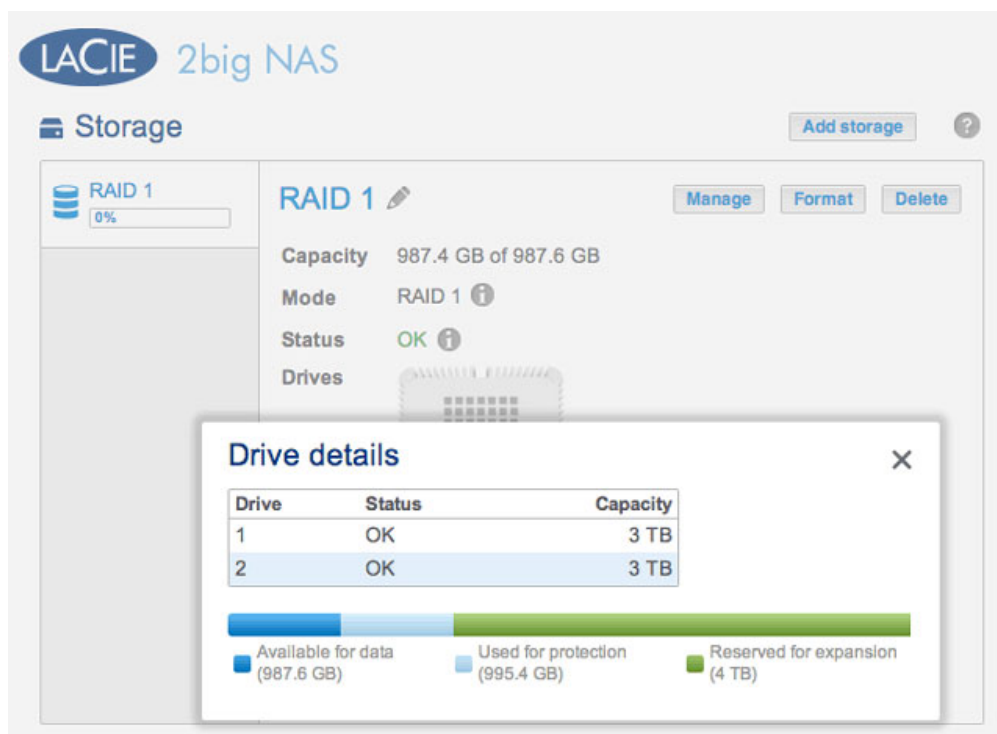 LACIE 2big NAS
Storage
Add storage
?
RAID 1
0%
RAID 1
Manage
Format
Delete
Capacity 987.4 GB of 987.6 GB
Mode RAID 1 i
Status OK i
Drives
Drive details
Drive Status Capacity
1 OK 3 TB
2 OK 3 TB
Available for data
(987.6 GB)
Used for protection
(995.4 GB)
Reserved for expansion
(4 TB)